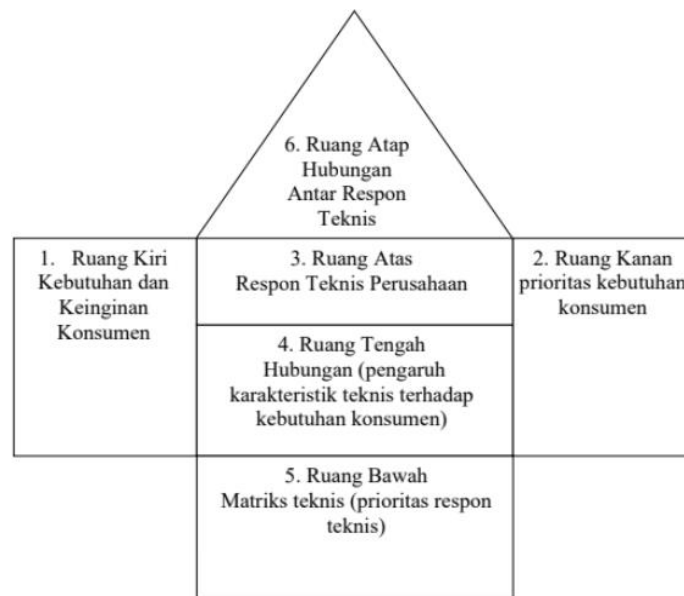 6. Ruang Atap
Hubungan
Antar Respon
Teknis
1. Ruang Kiri
Kebutuhan dan
Keinginan
Konsumen
3. Ruang Atas
Respon Teknis Perusahaan
2. Ruang Kanan
prioritas kebutuhan
konsumen
4. Ruang Tengah
Hubungan (pengaruh
karakteristik teknis terhadap
kebutuhan konsumen)
5. Ruang Bawah
Matriks teknis (prioritas respon
teknis)